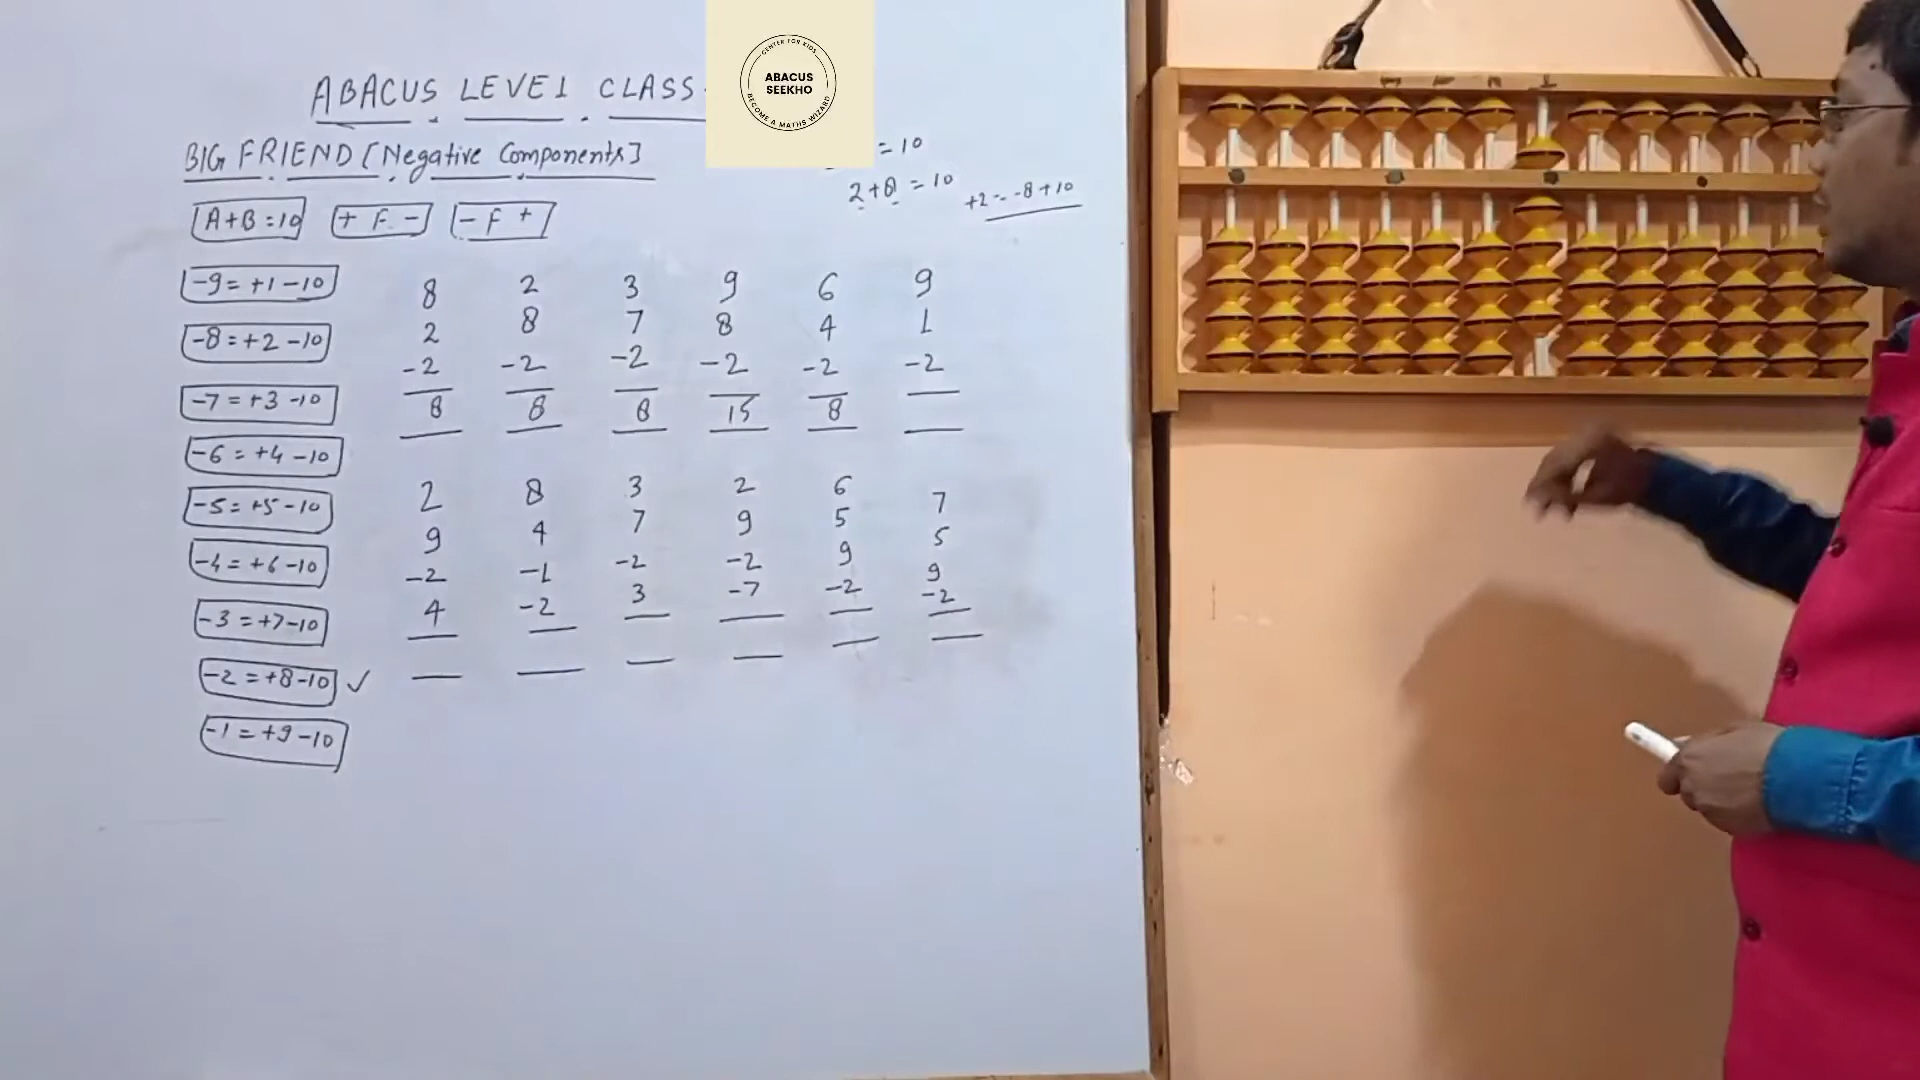 ABACUS LEVEL CLASS
CENTER FOR KIDS
ABACUS
SEEKHO
BECOME A MATHS WIZARD
BIG FRIEND [Negative Components]
= 10
2+8 = 10
+2 = -8+10
A+B=10 + F - - F +
-9 = +1-10
-8 = +2-10
-7 = +3-10
-6 = +4-10
-5 = +5-10
-4 = +6-10
-3 = +7-10
-2 = +8-10 ✓
-1 = +9-10
8 2 3 9 6 9
2 8 7 8 4 1
-2 -2 -2 -2 -2 -2
8 8 8 15 8
2 8 3 2 6 7
9 4 7 9 5 5
-2 -1 -2 -2 9 9
4 -2 3 -7 -2 -2